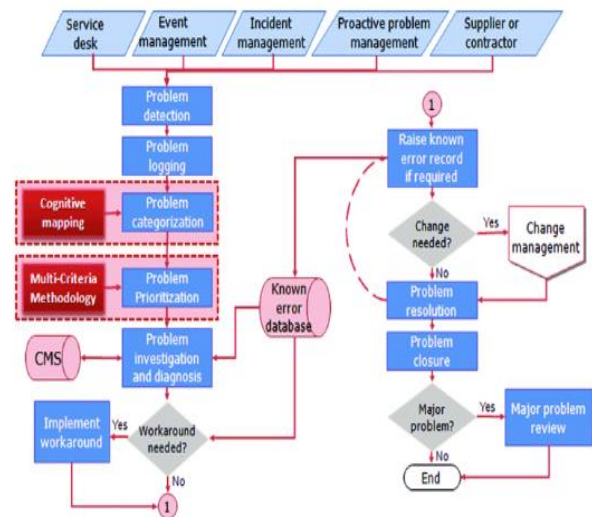 Service
desk
Event
management
Incident
management
Proactive problem
management
Supplier or
contractor
Problem
detection
Problem
logging
Cognitive
mapping
Problem
categorization
Multi-Criteria
Methodology
Problem
Prioritization
CMS
Problem
investigation
and diagnosis
Known
error
database
Implement
workaround
Yes
Workaround
needed?
No
1
1
Raise known
error record
if required
Change
needed?
Yes
Change
management
No
Problem
resolution
Problem
closure
Major
problem?
Yes
Major problem
review
No
End